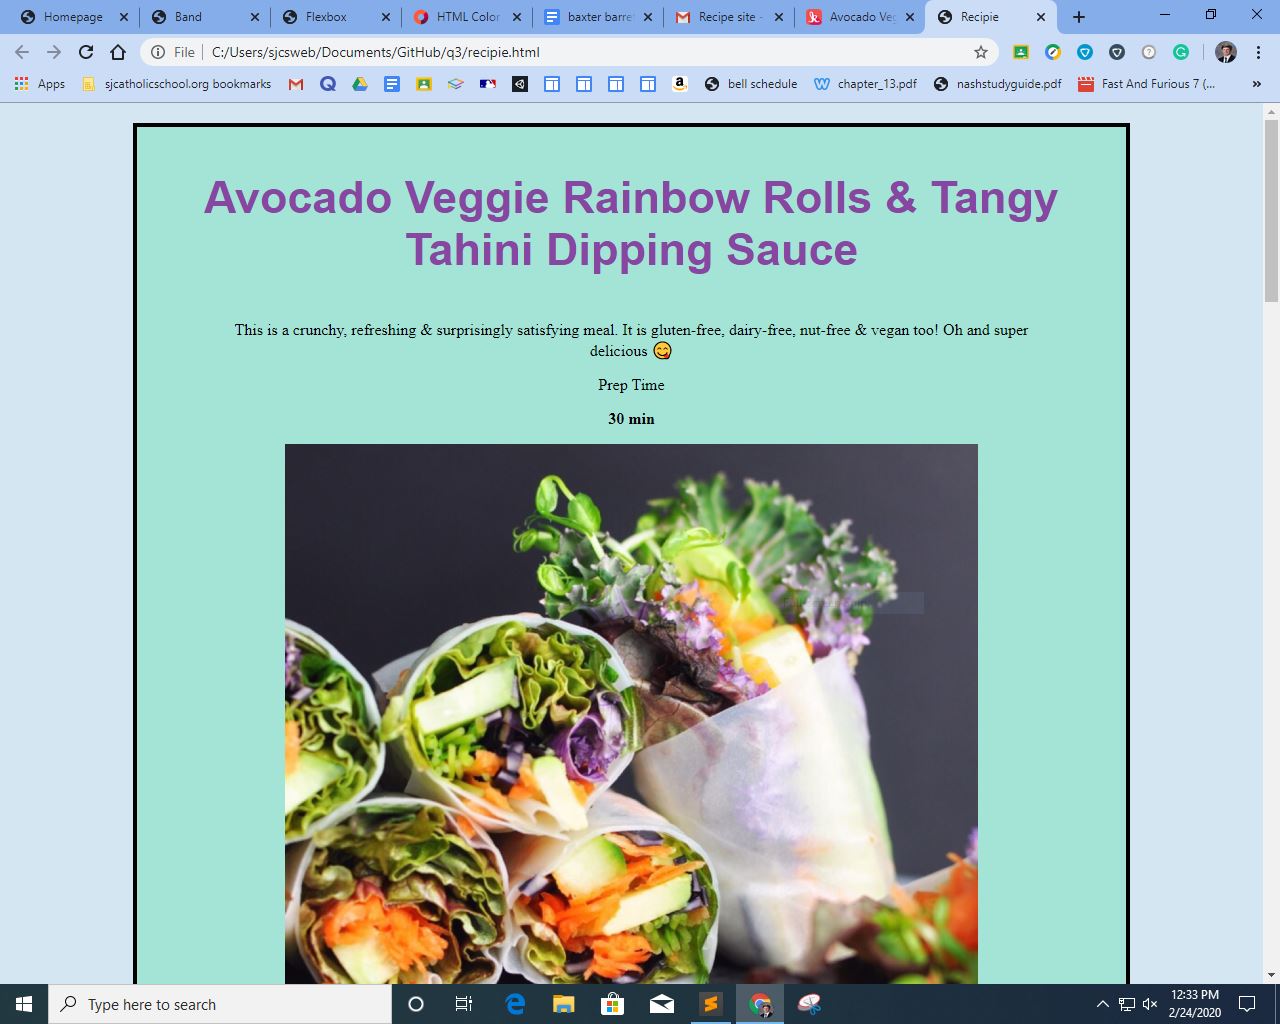 Homepage
Band
Flexbox
HTML Color
baxter barre
Recipe site -
Avocado Veg
Recipie
File
C:/Users/sjcsweb/Documents/GitHub/q3/recipie.html
Apps
sjcatholicschool.org bookmarks
bell schedule
chapter_13.pdf
nashstudyguide.pdf
Fast And Furious 7 (...
»
Avocado Veggie Rainbow Rolls & Tangy
Tahini Dipping Sauce
This is a crunchy, refreshing & surprisingly satisfying meal. It is gluten-free, dairy-free, nut-free & vegan too! Oh and super
delicious 😋
Prep Time
30 min
Type here to search
12:33 PM
2/24/2020